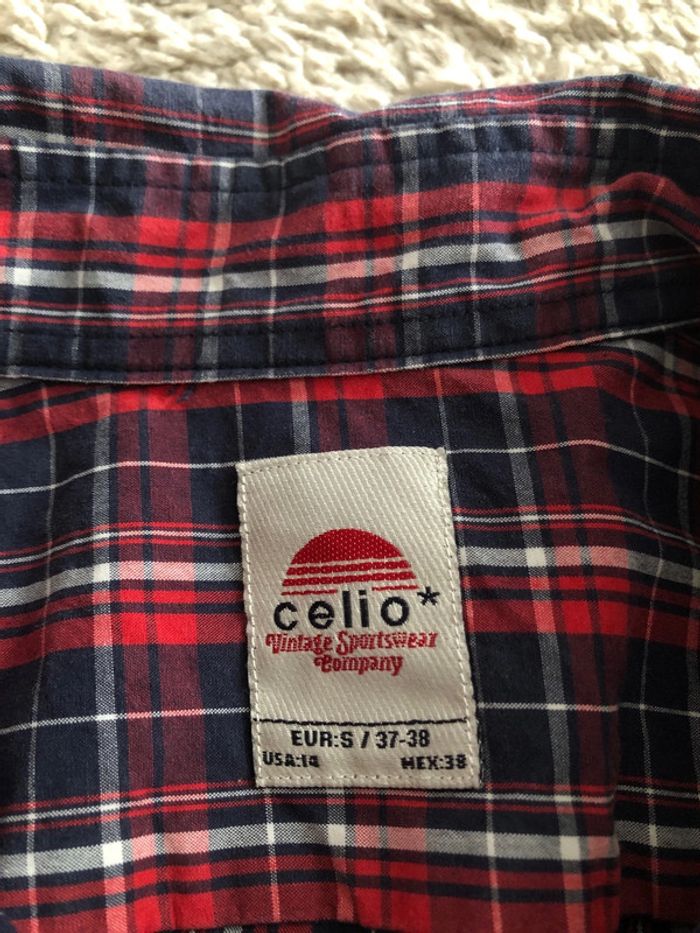 celio*
Vintage Sportswear
Company
EUR:S / 37-38
USA:14 MEX:38